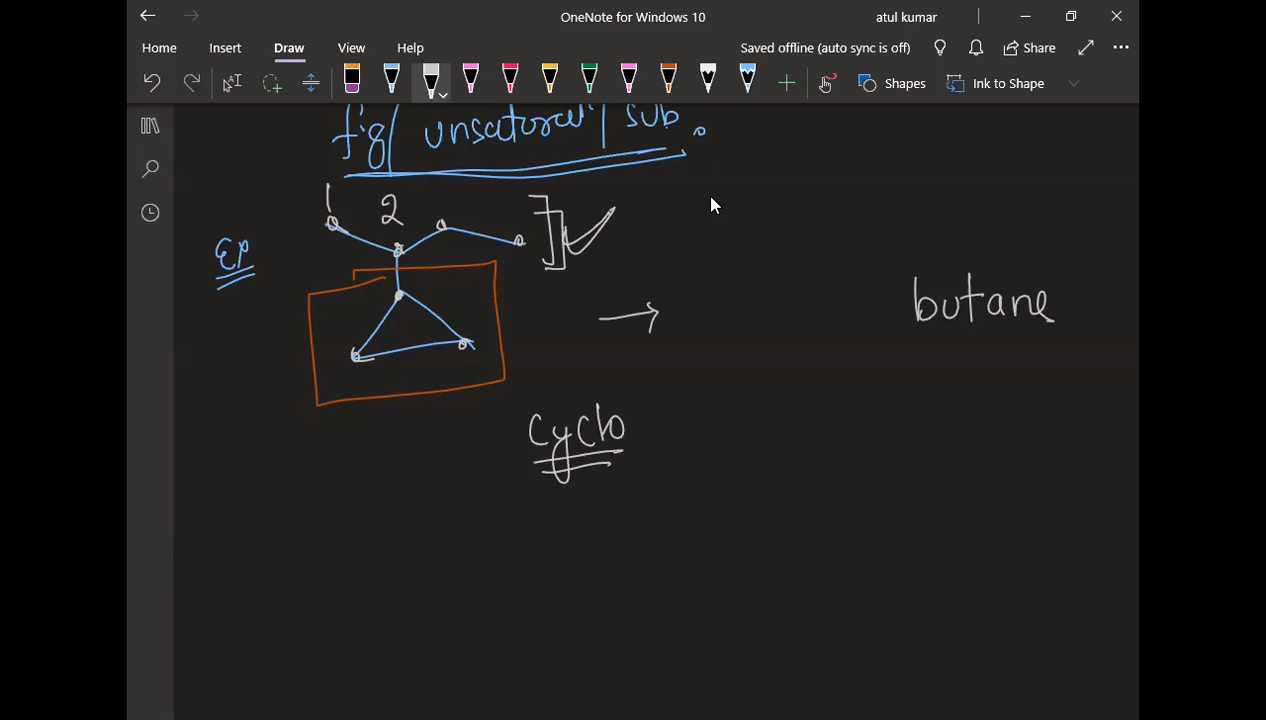 OneNote for Windows 10
atul kumar
Home Insert Draw View Help
Saved offline (auto sync is off)
Share
Shapes
Ink to Shape
sub.
1 2
Ex
butane
Cyclo